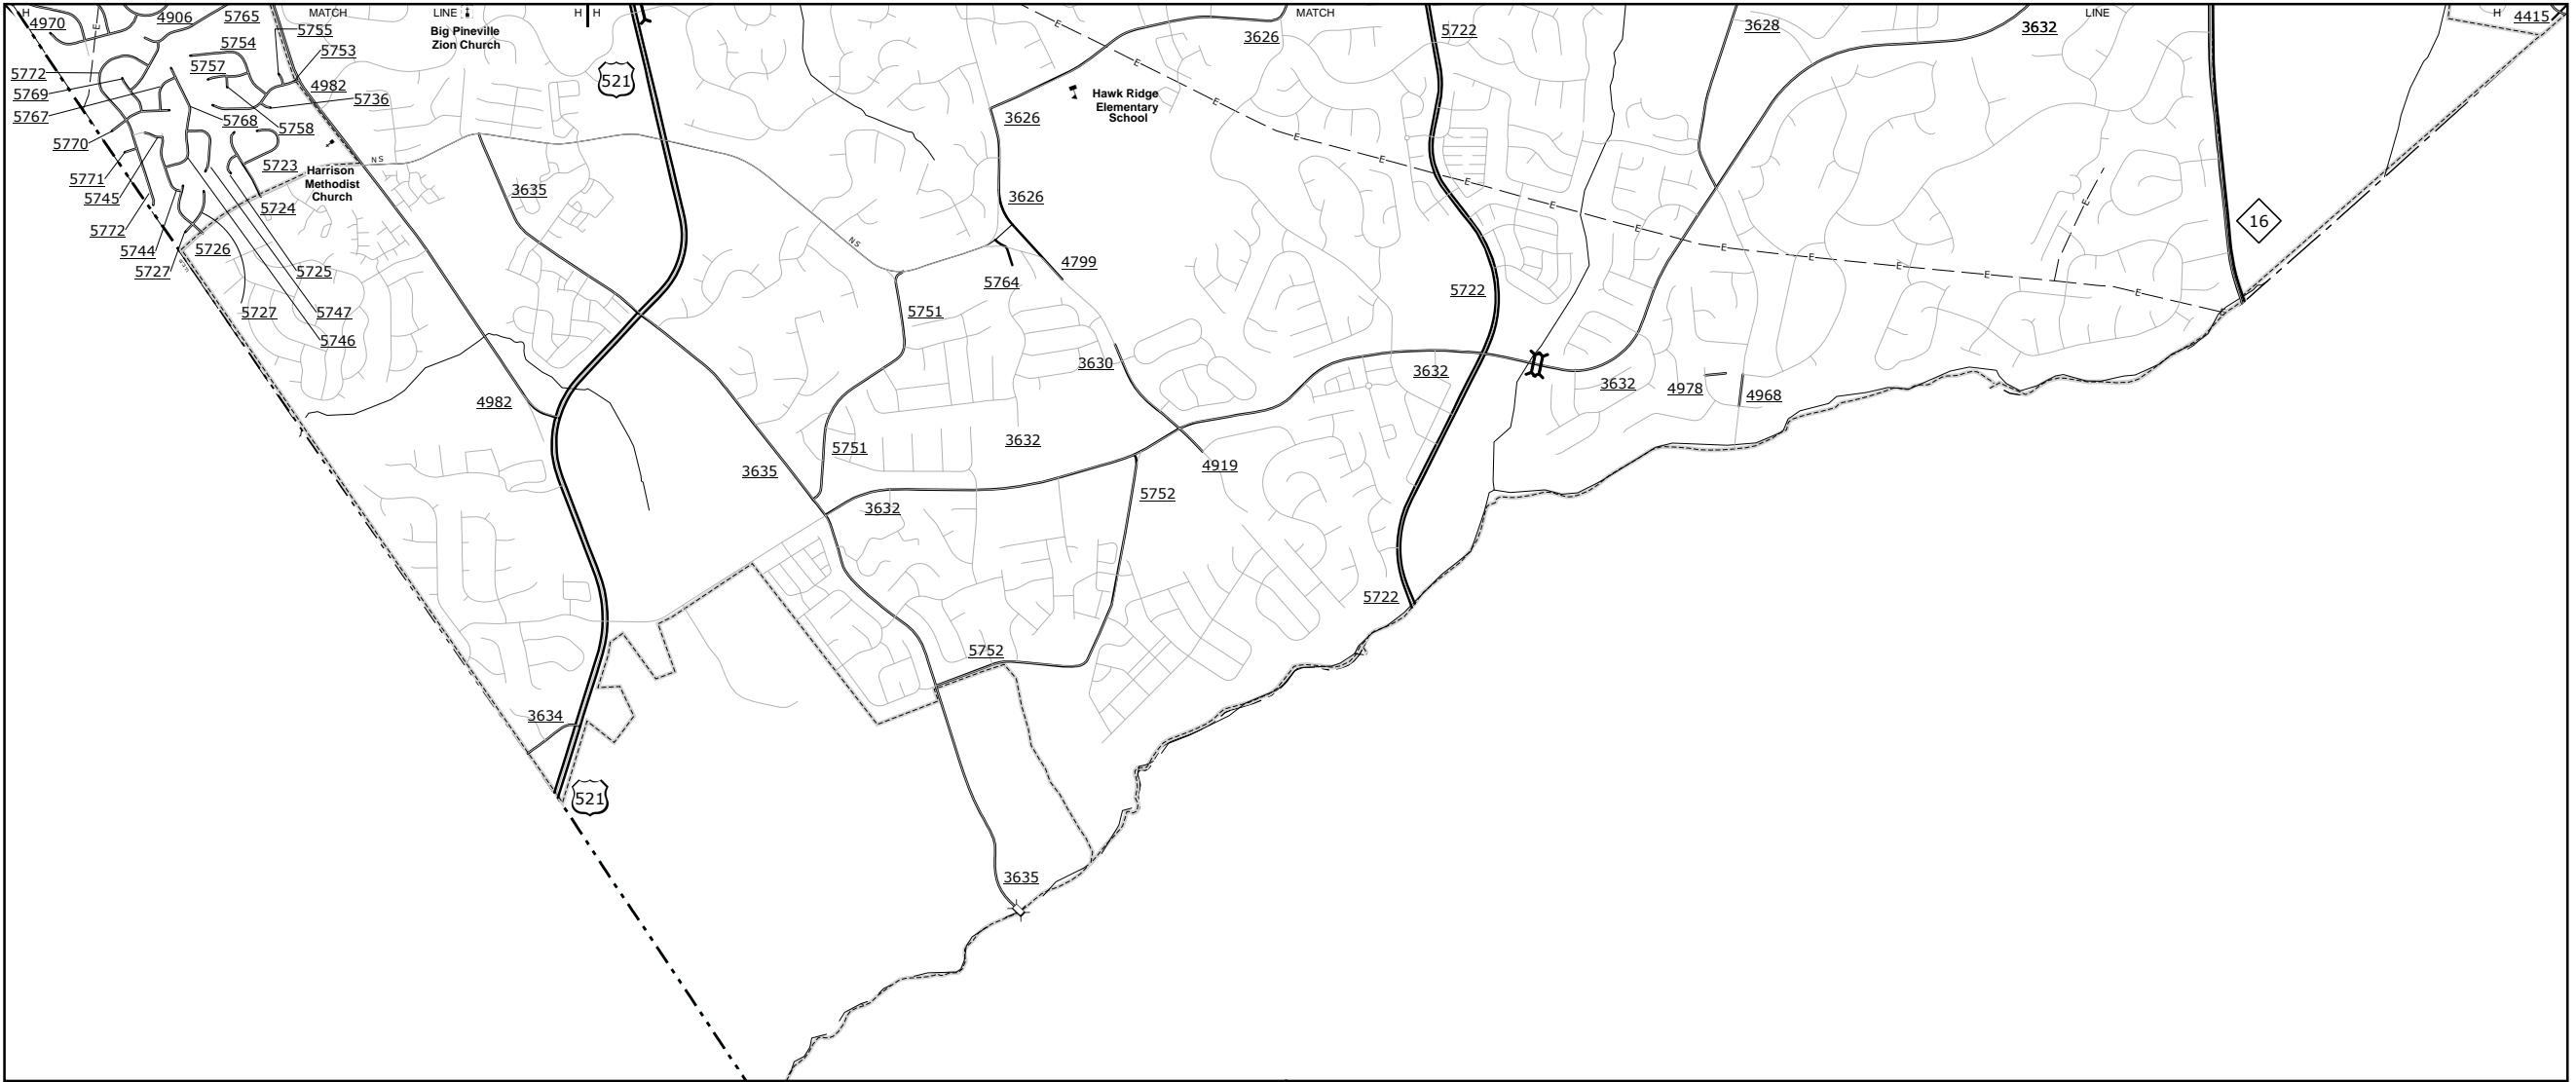 H
4970
4906
5765
MATCH
LINE
H
H
MATCH
LINE
H
4415
5755
Big Pineville
Zion Church
5722
3628
3632
3626
5754
5753
5757
5772
521
4982
5769
5736
Hawk Ridge
Elementary
School
E
E
E
5767
5768
5758
3626
E
5770
NS
E
5723
Harrison
Methodist
Church
5771
5745
3635
3626
E
5724
E
E
16
5772
E
NS
E
5744
5726
E
5727
5725
4799
E
E
5764
5722
E
5727
5747
5751
E
5746
3630
3632
3632
4978
4968
4982
3632
5751
3635
4919
5752
3632
5722
5752
3634
521
3635